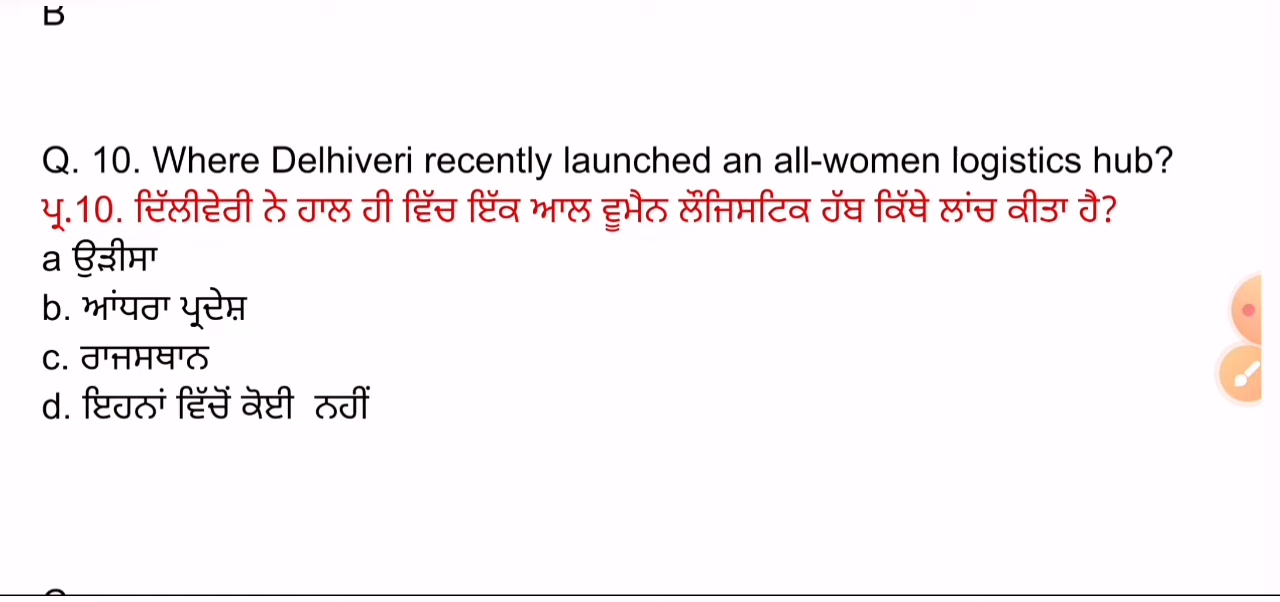 B
Q. 10. Where Delhiveri recently launched an all-women logistics hub?
ਪ੍ਰ.10. ਦਿੱਲੀਵੇਰੀ ਨੇ ਹਾਲ ਹੀ ਵਿੱਚ ਇੱਕ ਆਲ ਵੂਮੈਨ ਲੌਜਿਸਟਿਕ ਹੱਬ ਕਿੱਥੇ ਲਾਂਚ ਕੀਤਾ ਹੈ?
a ਉੜੀਸਾ
b. ਆਂਧਰਾ ਪ੍ਰਦੇਸ਼
c. ਰਾਜਸਥਾਨ
d. ਇਹਨਾਂ ਵਿੱਚੋਂ ਕੋਈ ਨਹੀਂ